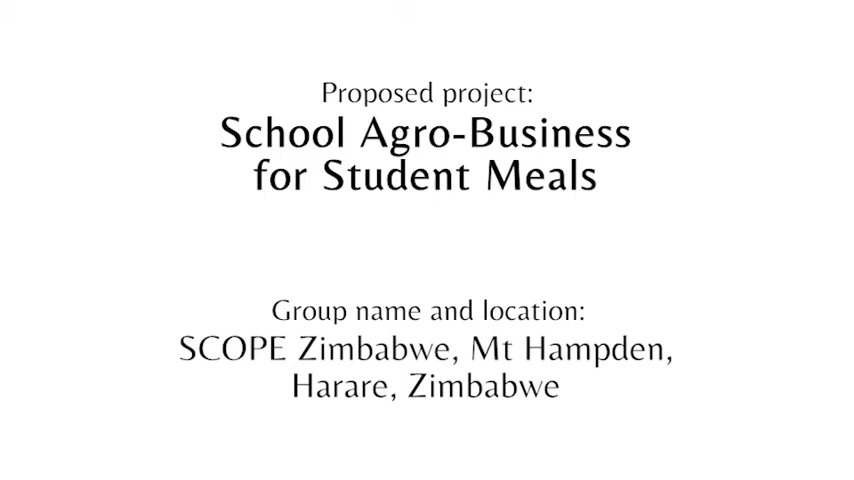 Proposed project:
School Agro-Business
for Student Meals
Group name and location:
SCOPE Zimbabwe, Mt Hampden,
Harare, Zimbabwe